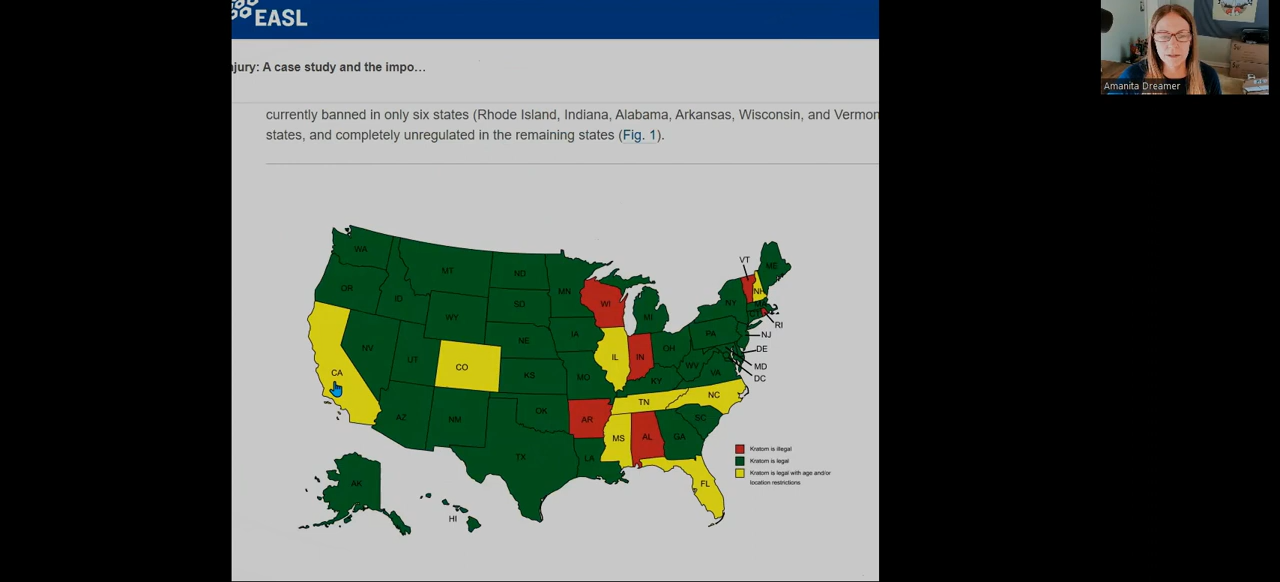 EASL
njury: A case study and the impo…
Amanita Dreamer
currently banned in only six states (Rhode Island, Indiana, Alabama, Arkansas, Wisconsin, and Vermon
states, and completely unregulated in the remaining states (Fig. 1).
WA
MT
ND
MN
VT
ME
OR
ID
SD
WI
NH
MA
NY
MI
WY
CT
RI
NV
UT
NE
IA
PA
NJ
DE
CA
CO
KS
MO
IL
IN
OH
WV
VA
MD
DC
KY
AZ
NM
OK
AR
TN
NC
SC
TX
LA
MS
AL
GA
AK
HI
FL
Kratom is illegal
Kratom is legal
Kratom is legal with age and/or
location restrictions